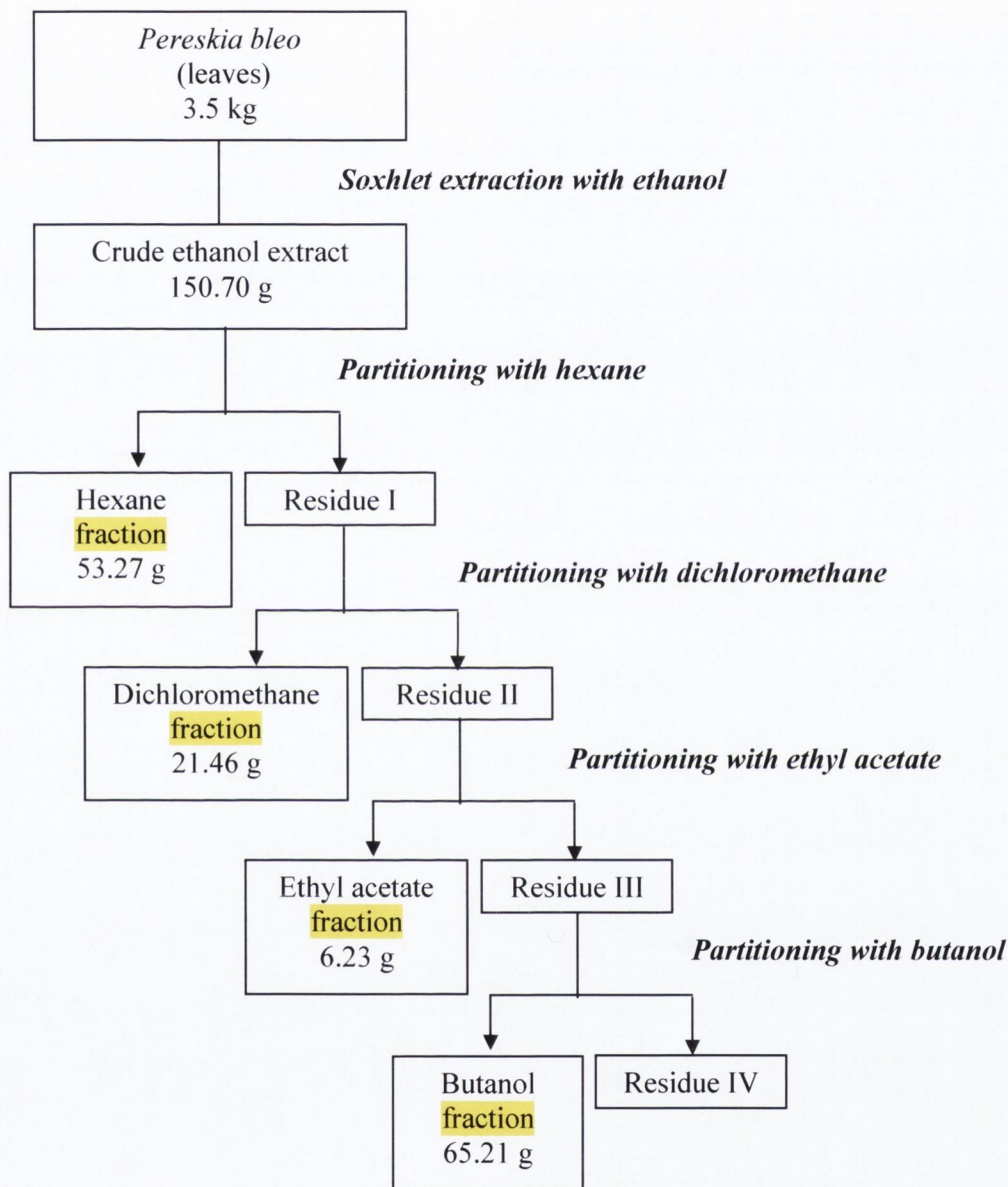 Pereskia bleo
(leaves)
3.5 kg
Soxhlet extraction with ethanol
Crude ethanol extract
150.70 g
Partitioning with hexane
Hexane
fraction
53.27 g
Residue I
Partitioning with dichloromethane
Dichloromethane
fraction
21.46 g
Residue II
Partitioning with ethyl acetate
Ethyl acetate
fraction
6.23 g
Residue III
Partitioning with butanol
Butanol
fraction
65.21 g
Residue IV